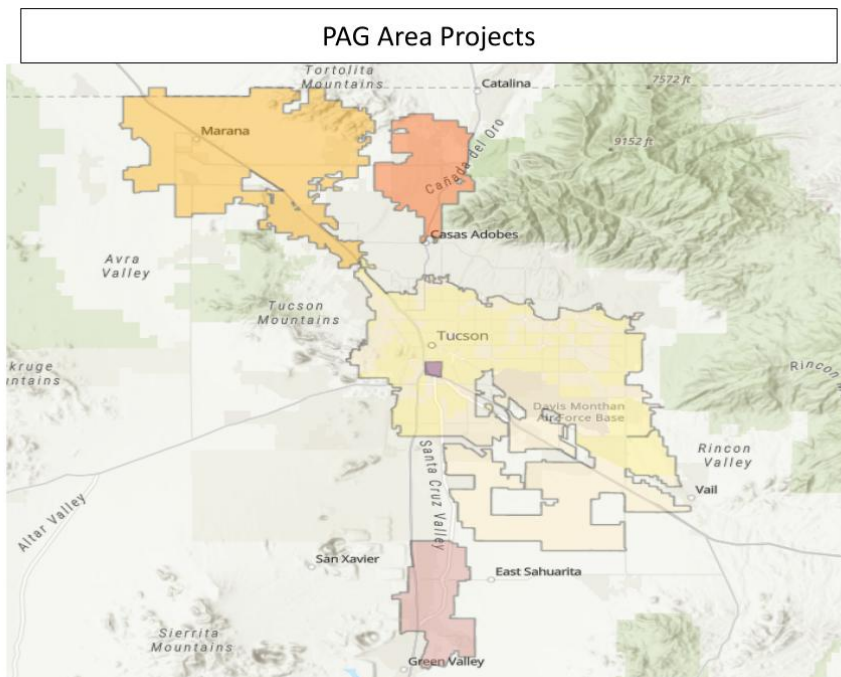 PAG Area Projects
Tortolita
Mountains
Catalina
7572 ft
Marana
9152 ft
Cañada del Oro
Casas Adobes
Avra
Valley
Tucson
Mountains
Tucson
kruge
untains
Rincon
Davis Monthan
Air Force Base
Santa Cruz Valley
Rincon
Valley
Vail
Altar Valley
San Xavier
East Sahuarita
Sierrita
Mountains
Green Valley